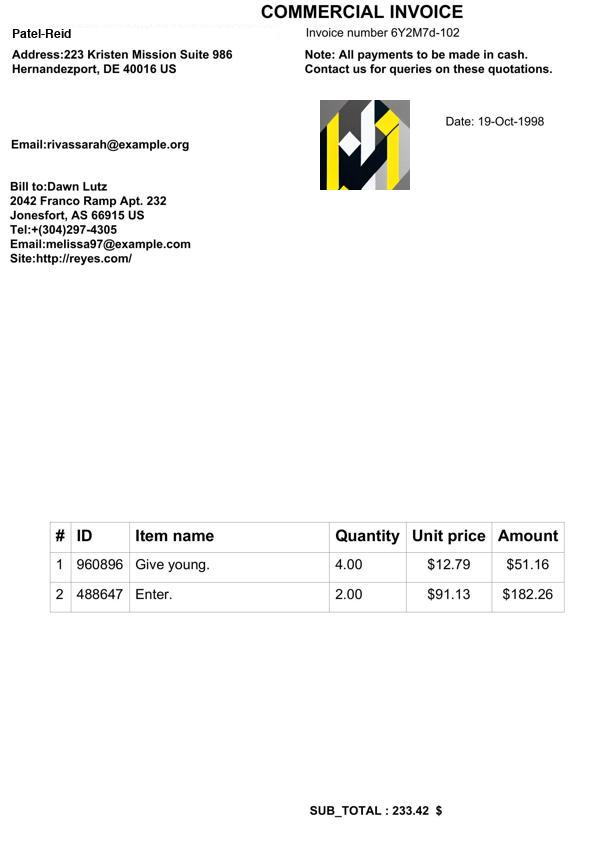 COMMERCIAL INVOICE
Patel-Reid
Invoice number 6Y2M7d-102
Address:223 Kristen Mission Suite 986
Hernandezport, DE 40016 US
Note: All payments to be made in cash.
Contact us for queries on these quotations.
Date: 19-Oct-1998
Email:rivassarah@example.org
Bill to:Dawn Lutz
2042 Franco Ramp Apt. 232
Jonesfort, AS 66915 US
Tel:+(304)297-4305
Email:melissa97@example.com
Site:http://reyes.com/
# ID Item name Quantity Unit price Amount
1 960896 Give young. 4.00 $12.79 $51.16
2 488647 Enter. 2.00 $91.13 $182.26
SUB_TOTAL : 233.42 $